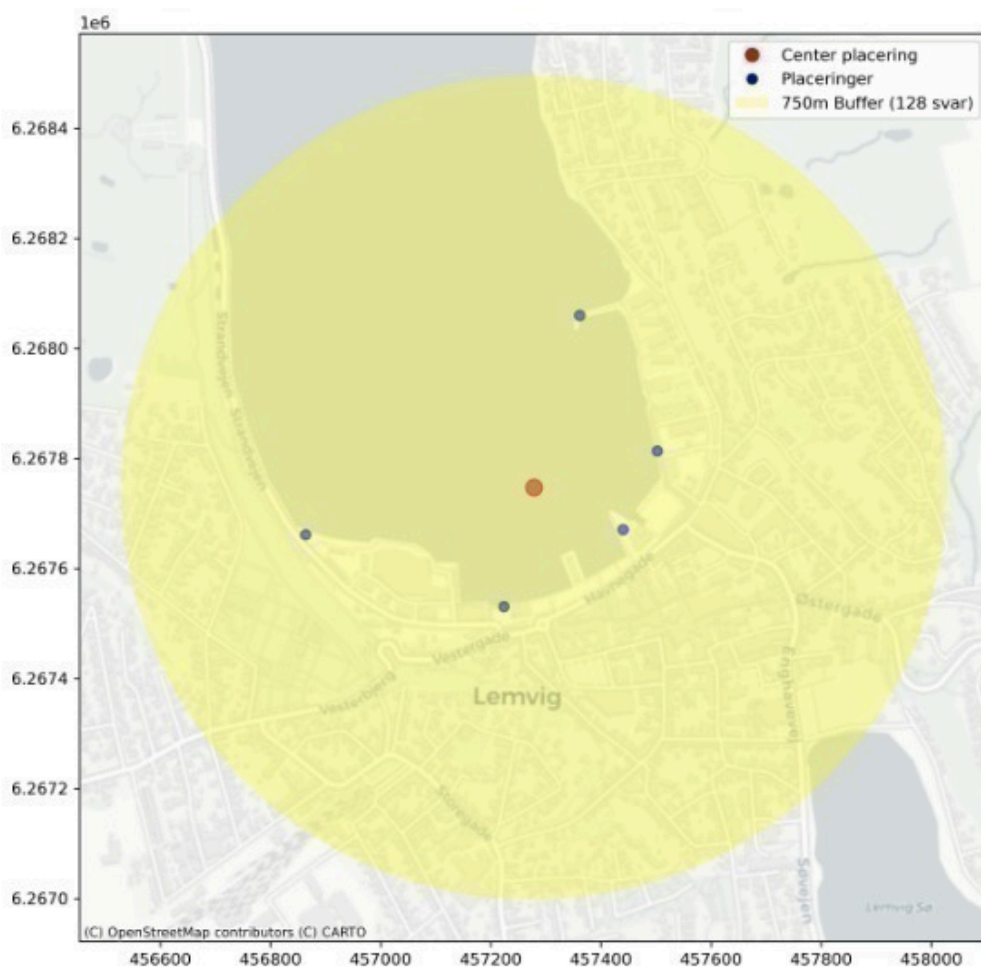 1e6
Center placering
Placeringer
750m Buffer (128 svar)
6.2684
6.2682
6.2680
6.2678
6.2676
6.2674
6.2672
6.2670
Strandvejen Strandvejen
Havnegade
Østergade
Vestergade
Vesterbjerg
Enghavevej
Lemvig
Storegade
Søvejen
Lemvig Sø
(C) OpenStreetMap contributors (C) CARTO
456600 456800 457000 457200 457400 457600 457800 458000